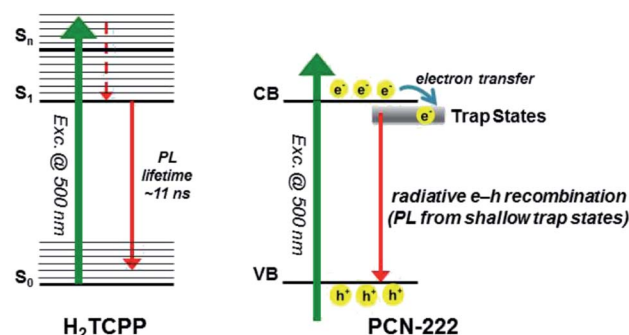 Sn
S1
Exc. @ 500 nm
PL
lifetime
~11 ns
S0
H2TCPP
CB
e- e- e-
electron transfer
e-
Trap States
Exc. @ 500 nm
radiative e–h recombination
(PL from shallow trap states)
VB
h+ h+ h+
PCN-222